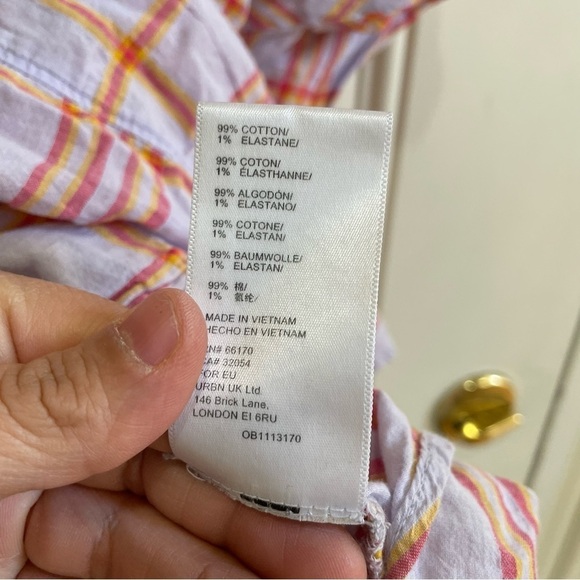 99% COTTON/
1% ELASTANE/
99% COTON/
1% ÉLASTHANNE/
99% ALGODÓN/
1% ELASTANO/
99% COTONE/
1% ELASTAN/
99% BAUMWOLLE/
1% ELASTAN/
99% 棉/
1% 氨纶/
MADE IN VIETNAM
HECHO EN VIETNAM
RN# 66170
CA# 32054
FOR EU
URBN UK Ltd.
146 Brick Lane,
LONDON EI 6RU
OB1113170